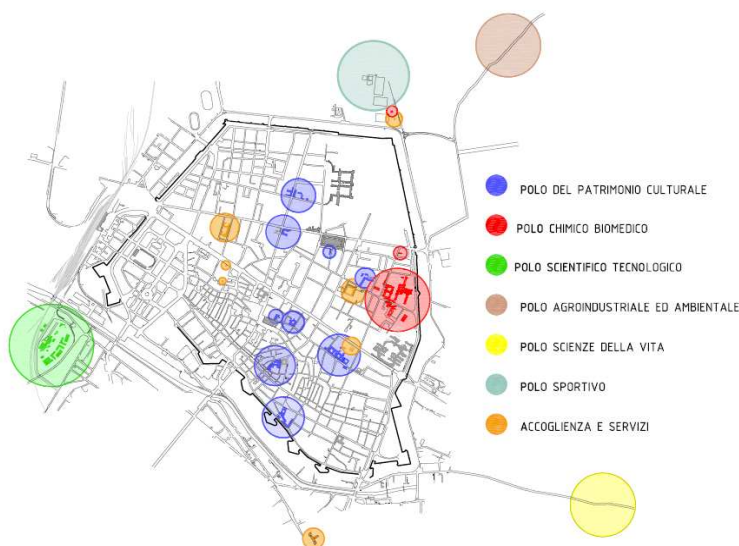 POLO DEL PATRIMONIO CULTURALE
POLO CHIMICO BIOMEDICO
POLO SCIENTIFICO TECNOLOGICO
POLO AGROINDUSTRIALE ED AMBIENTALE
POLO SCIENZE DELLA VITA
POLO SPORTIVO
ACCOGLIENZA E SERVIZI